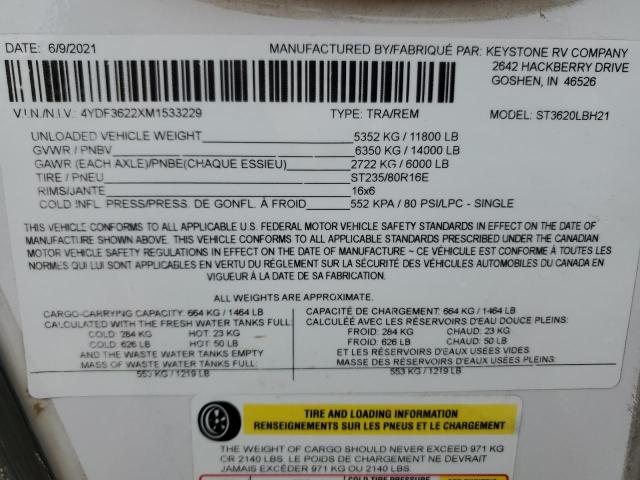 DATE: 6/9/2021 MANUFACTURED BY/FABRIQUÉ PAR: KEYSTONE RV COMPANY
2642 HACKBERRY DRIVE
GOSHEN, IN 46526
V.I.N./N.I.V.: 4YDF3622XM1533229 TYPE: TRA/REM MODEL: ST3620LBH21
UNLOADED VEHICLE WEIGHT 5352 KG / 11800 LB
GVWR / PNBV 6350 KG / 14000 LB
GAWR (EACH AXLE)/PNBE(CHAQUE ESSIEU) 2722 KG / 6000 LB
TIRE / PNEU ST235/80R16E
RIMS/JANTE 16x6
COLD INFL. PRESS/PRESS. DE GONFL. À FROID 552 KPA / 80 PSI/LPC - SINGLE
THIS VEHICLE CONFORMS TO ALL APPLICABLE U.S. FEDERAL MOTOR VEHICLE SAFETY STANDARDS IN EFFECT ON THE DATE OF
MANUFACTURE SHOWN ABOVE. THIS VEHICLE CONFORMS TO ALL APPLICABLE STANDARDS PRESCRIBED UNDER THE CANADIAN
MOTOR VEHICLE SAFETY REGULATIONS IN EFFECT ON THE DATE OF MANUFACTURE ~ CE VÉHICULE EST CONFORME À TOUTES LES
NORMES QUI LUI SONT APPLICABLES EN VERTU DU RÉGLEMENT SUR LA SÉCURITÉ DES VÉHICULES AUTOMOBILES DU CANADA EN
VIGUEUR À LA DATE DE SA FABRICATION.
ALL WEIGHTS ARE APPROXIMATE.
CARGO-CARRYING CAPACITY: 664 KG / 1464 LB
CALCULATED WITH THE FRESH WATER TANKS FULL:
COLD: 284 KG HOT: 23 KG
COLD: 626 LB HOT: 50 LB
AND THE WASTE WATER TANKS EMPTY
MASS OF WASTE WATER TANKS FULL:
553 KG / 1219 LB
CAPACITÉ DE CHARGEMENT: 664 KG / 1464 LB
CALCULÉE AVEC LES RÉSERVOIRS D'EAU DOUCE PLEINS
FROID: 284 KG CHAUD: 23 KG
FROID: 626 LB CHAUD: 50 LB
ET LES RÉSERVOIRS D'EAUX USÉES VIDES
MASSE DES RÉSERVOIRS D'EAUX USÉES PLEINS:
553 KG / 1219 LB
TIRE AND LOADING INFORMATION
RENSEIGNEMENTS SUR LES PNEUS ET LE CHARGEMENT
THE WEIGHT OF CARGO SHOULD NEVER EXCEED 971 KG
OR 2140 LBS. LE POIDS DE CHARGEMENT NE DEVRAIT
JAMAIS EXCÉDER 971 KG OU 2140 LBS.
COLD TIRE PRESSURE